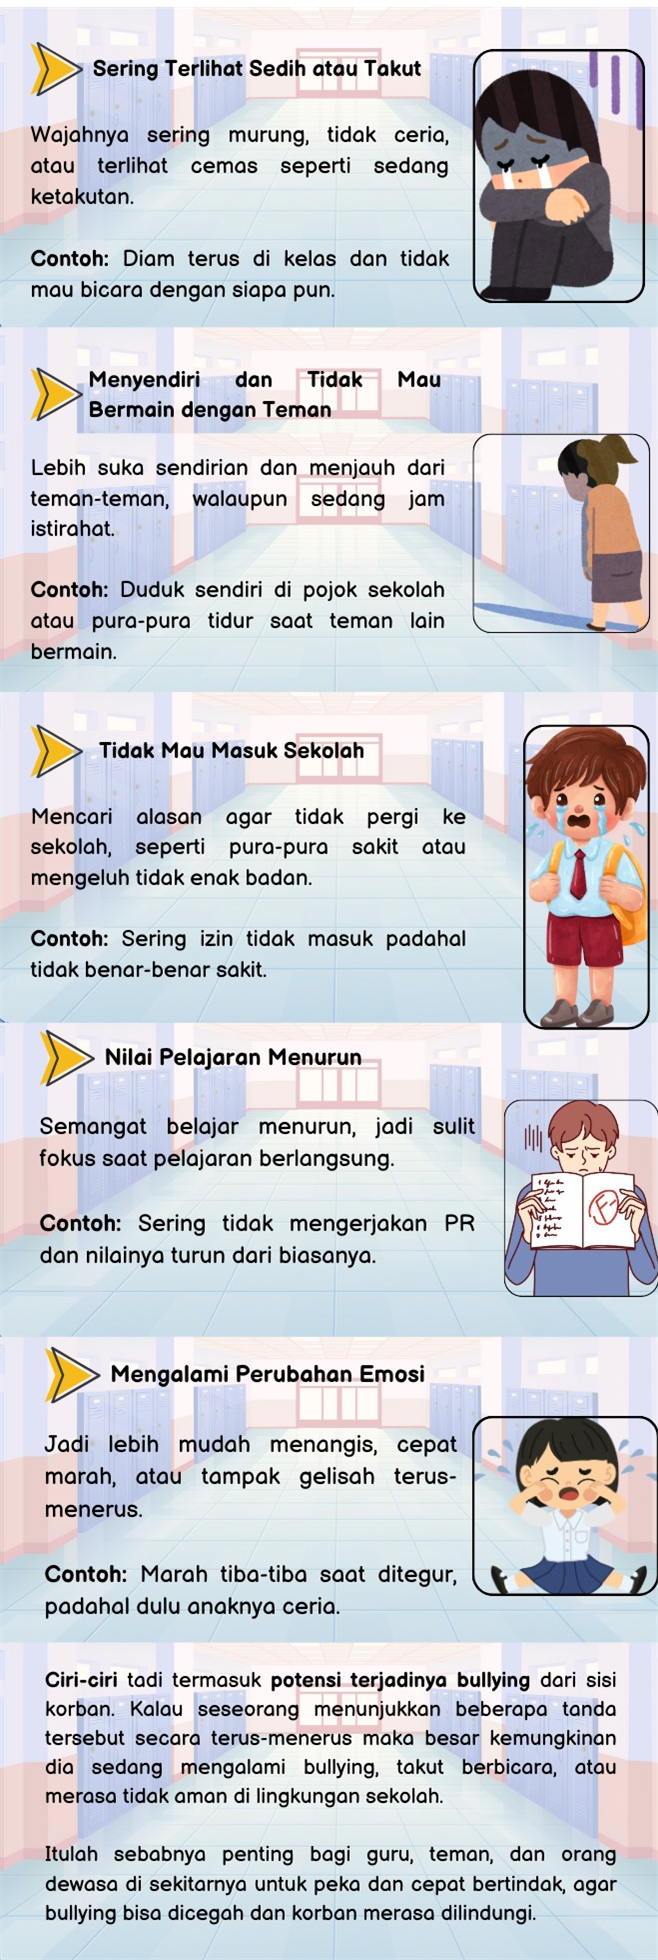 Sering Terlihat Sedih atau Takut
Wajahnya sering murung, tidak ceria,
atau terlihat cemas seperti sedang
ketakutan.
Contoh: Diam terus di kelas dan tidak
mau bicara dengan siapa pun.
Menyendiri dan Tidak Mau
Bermain dengan Teman
Lebih suka sendirian dan menjauh dari
teman-teman, walaupun sedang jam
istirahat.
Contoh: Duduk sendiri di pojok sekolah
atau pura-pura tidur saat teman lain
bermain.
Tidak Mau Masuk Sekolah
Mencari alasan agar tidak pergi ke
sekolah, seperti pura-pura sakit atau
mengeluh tidak enak badan.
Contoh: Sering izin tidak masuk padahal
tidak benar-benar sakit.
Nilai Pelajaran Menurun
Semangat belajar menurun, jadi sulit
fokus saat pelajaran berlangsung.
Contoh: Sering tidak mengerjakan PR
dan nilainya turun dari biasanya.
F-
Mengalami Perubahan Emosi
Jadi lebih mudah menangis, cepat
marah, atau tampak gelisah terus-
menerus.
Contoh: Marah tiba-tiba saat ditegur,
padahal dulu anaknya ceria.
Ciri-ciri tadi termasuk potensi terjadinya bullying dari sisi
korban. Kalau seseorang menunjukkan beberapa tanda
tersebut secara terus-menerus maka besar kemungkinan
dia sedang mengalami bullying, takut berbicara, atau
merasa tidak aman di lingkungan sekolah.
Itulah sebabnya penting bagi guru, teman, dan orang
dewasa di sekitarnya untuk peka dan cepat bertindak, agar
bullying bisa dicegah dan korban merasa dilindungi.